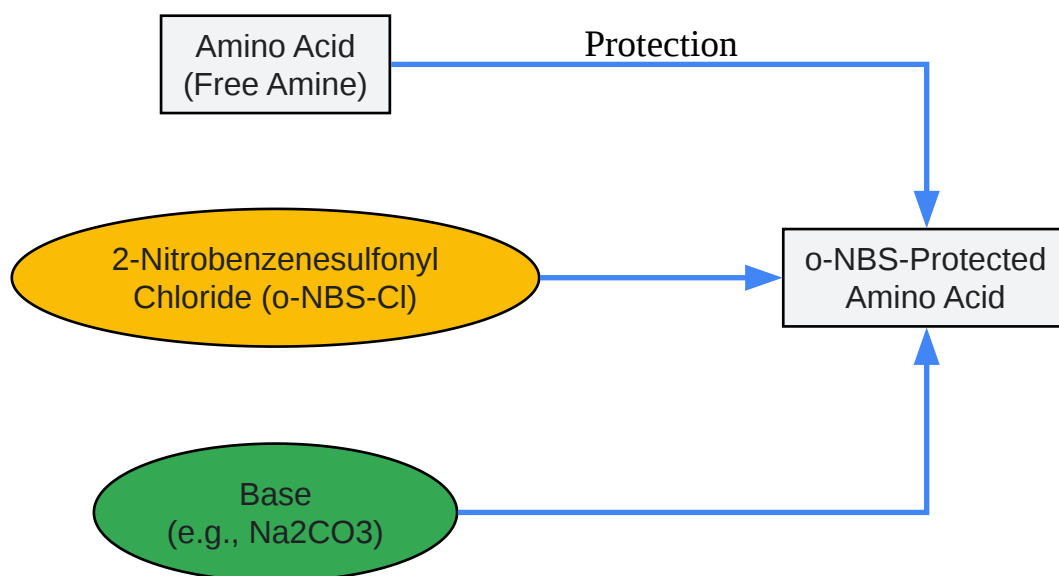 Amino Acid
(Free Amine)
Protection
2-Nitrobenzenesulfonyl
Chloride (o-NBS-Cl)
o-NBS-Protected
Amino Acid
Base
(e.g., Na2CO3)